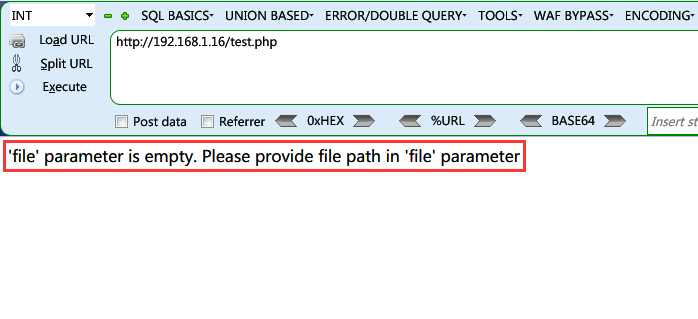 INT SQL BASICS UNION BASED ERROR/DOUBLE QUERY TOOLS WAF BYPASS ENCODING
Load URL http://192.168.1.16/test.php
Split URL
Execute
Post data Referrer 0xHEX %URL BASE64 Insert st
'file' parameter is empty. Please provide file path in 'file' parameter